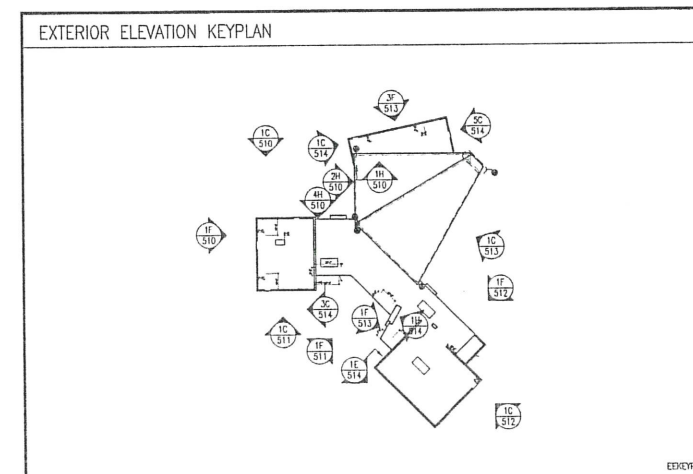 EXTERIOR ELEVATION KEYPLAN
3F
513
1C
510
1C
514
5C
514
2H
510
1H
510
4H
510
1F
510
1C
513
1F
512
3C
514
1F
513
1H
514
1C
511
1F
511
1E
514
1C
512